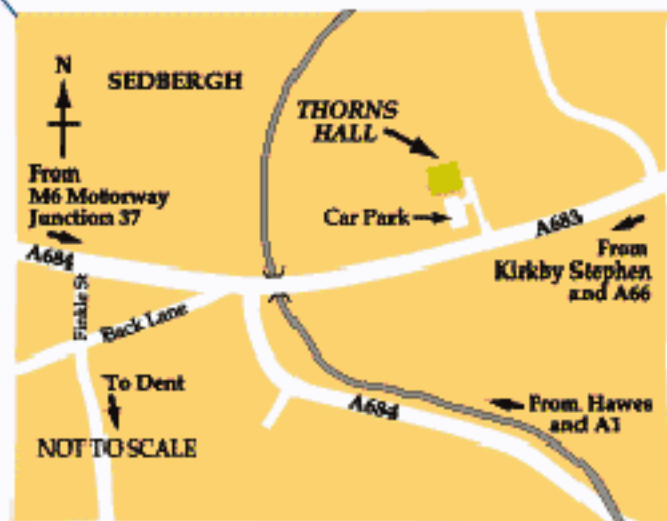 N
SEDBERGH
THORNS
HALL
From
M6 Motorway
Junction 37
Car Park
A683
From
Kirkby Stephen
and A66
A684
Finkle St
Back Lane
To Dent
A684
From Hawes
and A1
NOT TO SCALE